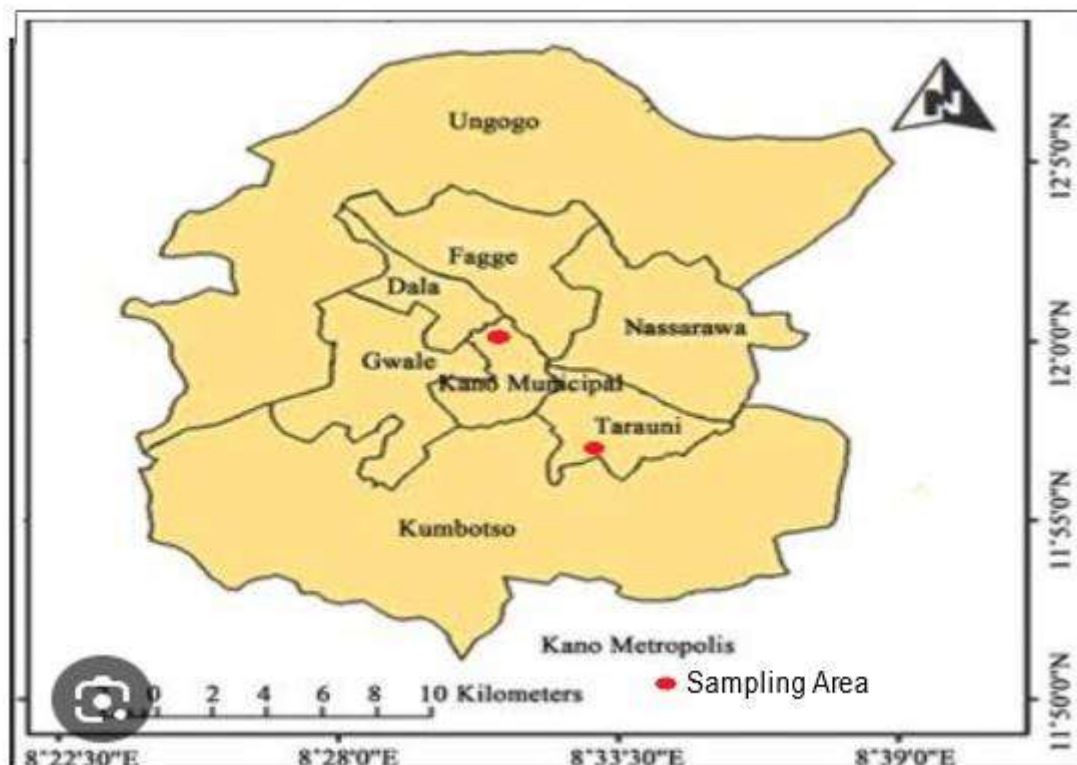 N
Ungogo
12°5'0"N
Fagge
Dala
Nassarawa
12°0'0"N
Gwale
Kano Municipal
Tarauni
11°55'0"N
Kumbotso
Kano Metropolis
0 2 4 6 8 10 Kilometers
Sampling Area
11°50'0"N
8°22'30"E 8°28'0"E 8°33'30"E 8°39'0"E